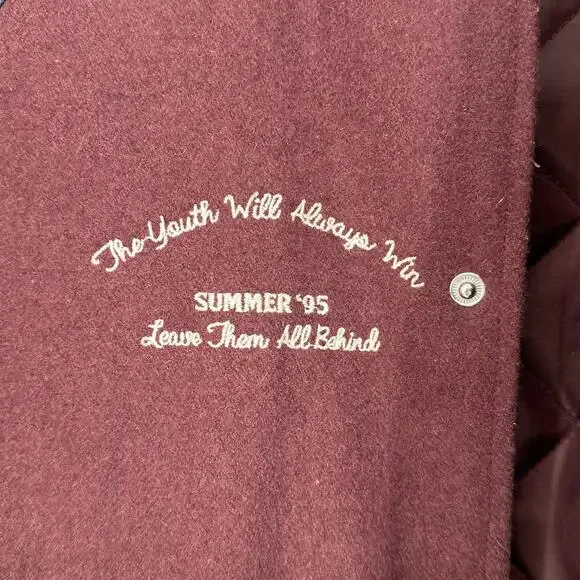 The Youth Will Always Win
SUMMER '95
Leave Them All Behind